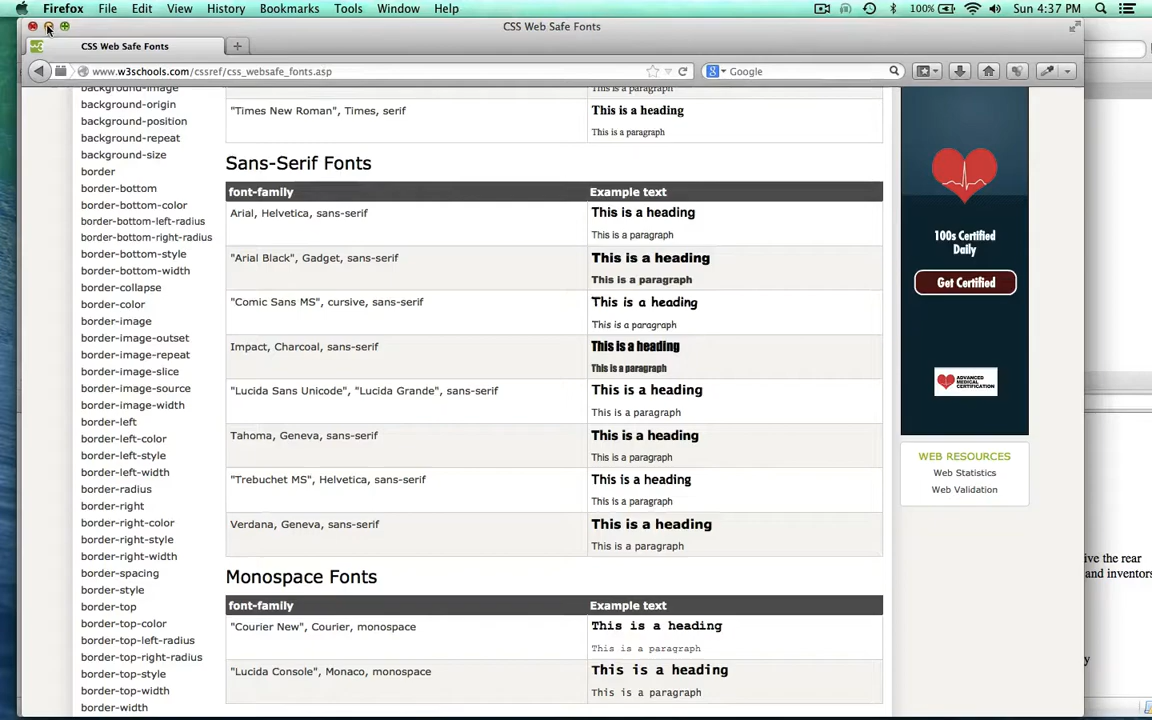 Firefox File Edit View History Bookmarks Tools Window Help 100% Sun 4:37 PM
CSS Web Safe Fonts
CSS Web Safe Fonts
www.w3schools.com/cssref/css_websafe_fonts.asp Google
background-image
background-origin
background-position
background-repeat
background-size
border
border-bottom
border-bottom-color
border-bottom-left-radius
border-bottom-right-radius
border-bottom-style
border-bottom-width
border-collapse
border-color
border-image
border-image-outset
border-image-repeat
border-image-slice
border-image-source
border-image-width
border-left
border-left-color
border-left-style
border-left-width
border-radius
border-right
border-right-color
border-right-style
border-right-width
border-spacing
border-style
border-top
border-top-color
border-top-left-radius
border-top-right-radius
border-top-style
border-top-width
border-width
This is a paragraph
"Times New Roman", Times, serif This is a heading
This is a paragraph
Sans-Serif Fonts
font-family Example text
Arial, Helvetica, sans-serif This is a heading
This is a paragraph
"Arial Black", Gadget, sans-serif This is a heading
This is a paragraph
"Comic Sans MS", cursive, sans-serif This is a heading
This is a paragraph
Impact, Charcoal, sans-serif This is a heading
This is a paragraph
"Lucida Sans Unicode", "Lucida Grande", sans-serif This is a heading
This is a paragraph
Tahoma, Geneva, sans-serif This is a heading
This is a paragraph
"Trebuchet MS", Helvetica, sans-serif This is a heading
This is a paragraph
Verdana, Geneva, sans-serif This is a heading
This is a paragraph
Monospace Fonts
font-family Example text
"Courier New", Courier, monospace This is a heading
This is a paragraph
"Lucida Console", Monaco, monospace This is a heading
This is a paragraph
100s Certified
Daily
Get Certified
ADVANCED
MEDICAL
CERTIFICATION
WEB RESOURCES
Web Statistics
Web Validation
ive the rear
and inventors
y